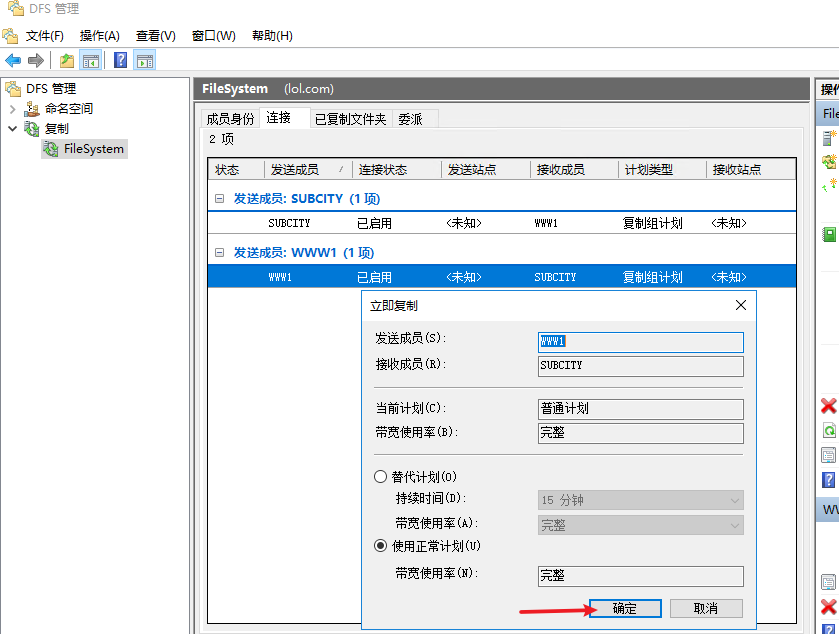 DFS 管理
文件(F) 操作(A) 查看(V) 窗口(W) 帮助(H)
DFS 管理
命名空间
复制
FileSystem
FileSystem (lol.com)
成员身份 连接 已复制文件夹 委派
2 项
状态 发送成员 连接状态 发送站点 接收成员 计划类型 接收站点
发送成员: SUBCITY (1 项)
SUBCITY 已启用 <未知> WWW1 复制组计划 <未知>
发送成员: WWW1 (1 项)
WWW1 已启用 <未知> SUBCITY 复制组计划 <未知>
立即复制
发送成员(S): WWW1
接收成员(R): SUBCITY
当前计划(C): 普通计划
带宽使用率(B): 完整
替代计划(O)
持续时间(D): 15 分钟
带宽使用率(A): 完整
使用正常计划(U)
带宽使用率(N): 完整
确定 取消
操作
File
WW